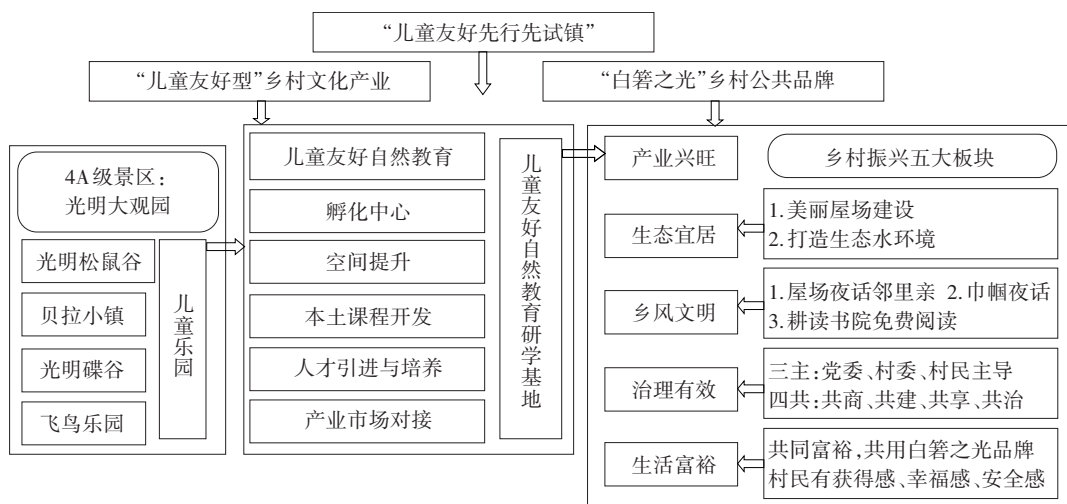 “儿童友好先行先试镇”
“儿童友好型”乡村文化产业
“白箬之光”乡村公共品牌
4A级景区：
光明大观园
光明松鼠谷
贝拉小镇
光明碟谷
飞鸟乐园
儿童乐园
儿童友好自然教育
孵化中心
空间提升
本土课程开发
人才引进与培养
产业市场对接
儿童友好自然教育研学基地
产业兴旺
乡村振兴五大板块
生态宜居
1.美丽屋场建设
2.打造生态水环境
乡风文明
1.屋场夜话邻里亲 2.巾帼夜话
3.耕读书院免费阅读
治理有效
三主：党委、村委、村民主导
四共：共商、共建、共享、共治
生活富裕
共同富裕，共用白箬之光品牌
村民有获得感、幸福感、安全感